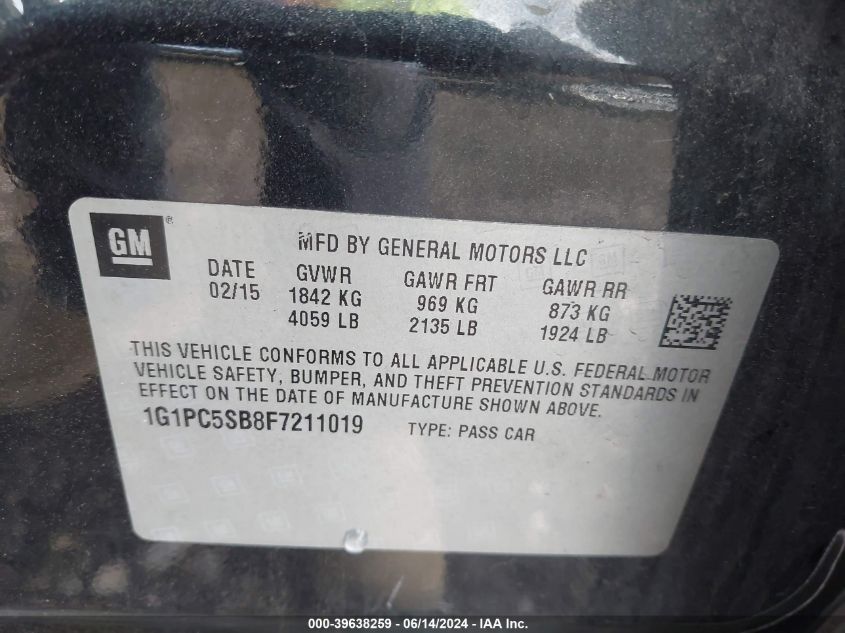 GM ®
MFD BY GENERAL MOTORS LLC
DATE GVWR GAWR FRT GAWR RR
02/15 1842 KG 969 KG 873 KG
4059 LB 2135 LB 1924 LB
THIS VEHICLE CONFORMS TO ALL APPLICABLE U.S. FEDERAL MOTOR
VEHICLE SAFETY, BUMPER, AND THEFT PREVENTION STANDARDS IN
EFFECT ON THE DATE OF MANUFACTURE SHOWN ABOVE.
1G1PC5SB8F7211019 TYPE: PASS CAR
000-39638259 - 06/14/2024 - IAA Inc.